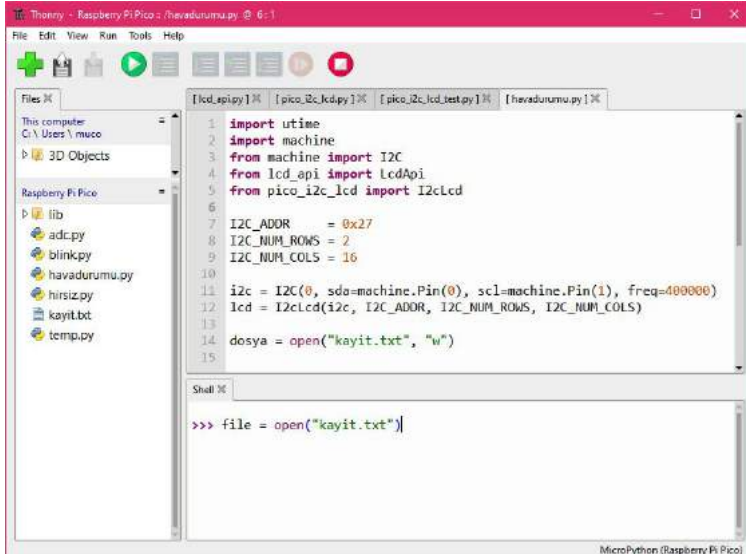 Thonny - Raspberry Pi Pico :: /havadurumu.py @ 6:1
File Edit View Run Tools Help
Files
This computer
C: \ Users \ muco
3D Objects
Raspberry Pi Pico
lib
adc.py
blink.py
havadurumu.py
hirsiz.py
kayit.txt
temp.py
[ lcd_api.py ] [ pico_i2c_lcd.py ] [ pico_i2c_lcd_test.py ] [ havadurumu.py ]
1 import utime
2 import machine
3 from machine import I2C
4 from lcd_api import LcdApi
5 from pico_i2c_lcd import I2cLcd
6
7 I2C_ADDR = 0x27
8 I2C_NUM_ROWS = 2
9 I2C_NUM_COLS = 16
10
11 i2c = I2C(0, sda=machine.Pin(0), scl=machine.Pin(1), freq=400000)
12 lcd = I2cLcd(i2c, I2C_ADDR, I2C_NUM_ROWS, I2C_NUM_COLS)
13
14 dosya = open("kayit.txt", "w")
15
Shell
>>> file = open("kayit.txt")
MicroPython (Raspberry Pi Pico)